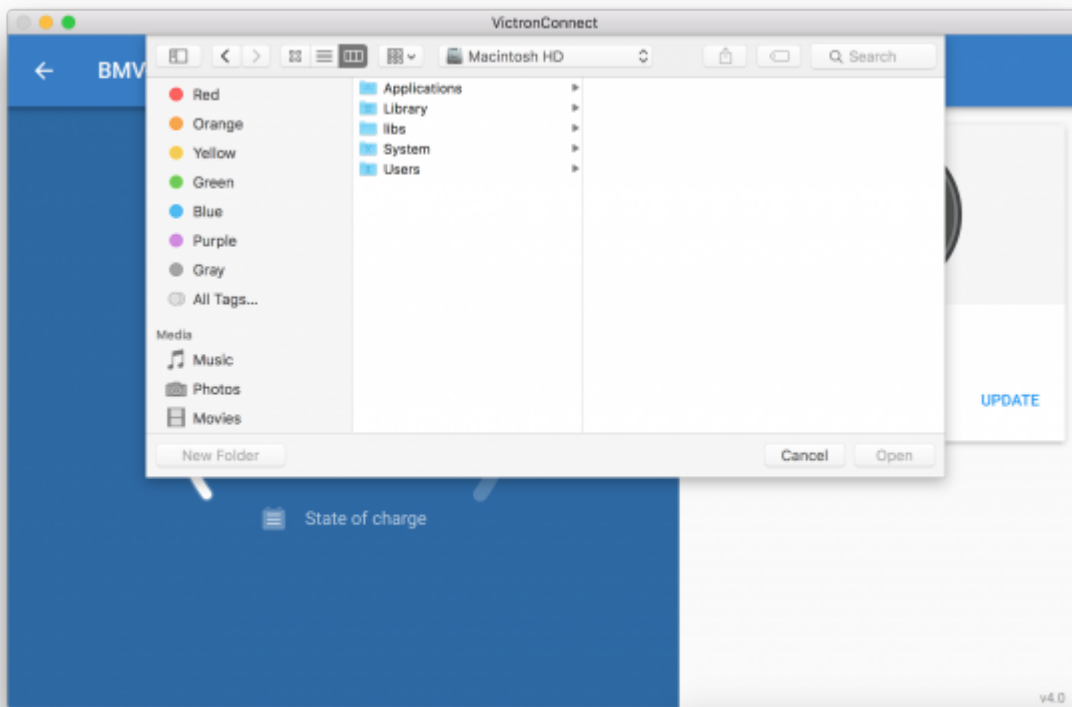 VictronConnect
BMV
Macintosh HD
Search
Red
Orange
Yellow
Green
Blue
Purple
Gray
All Tags...
Media
Music
Photos
Movies
Applications
Library
libs
System
Users
New Folder
Cancel
Open
UPDATE
State of charge
v4.0